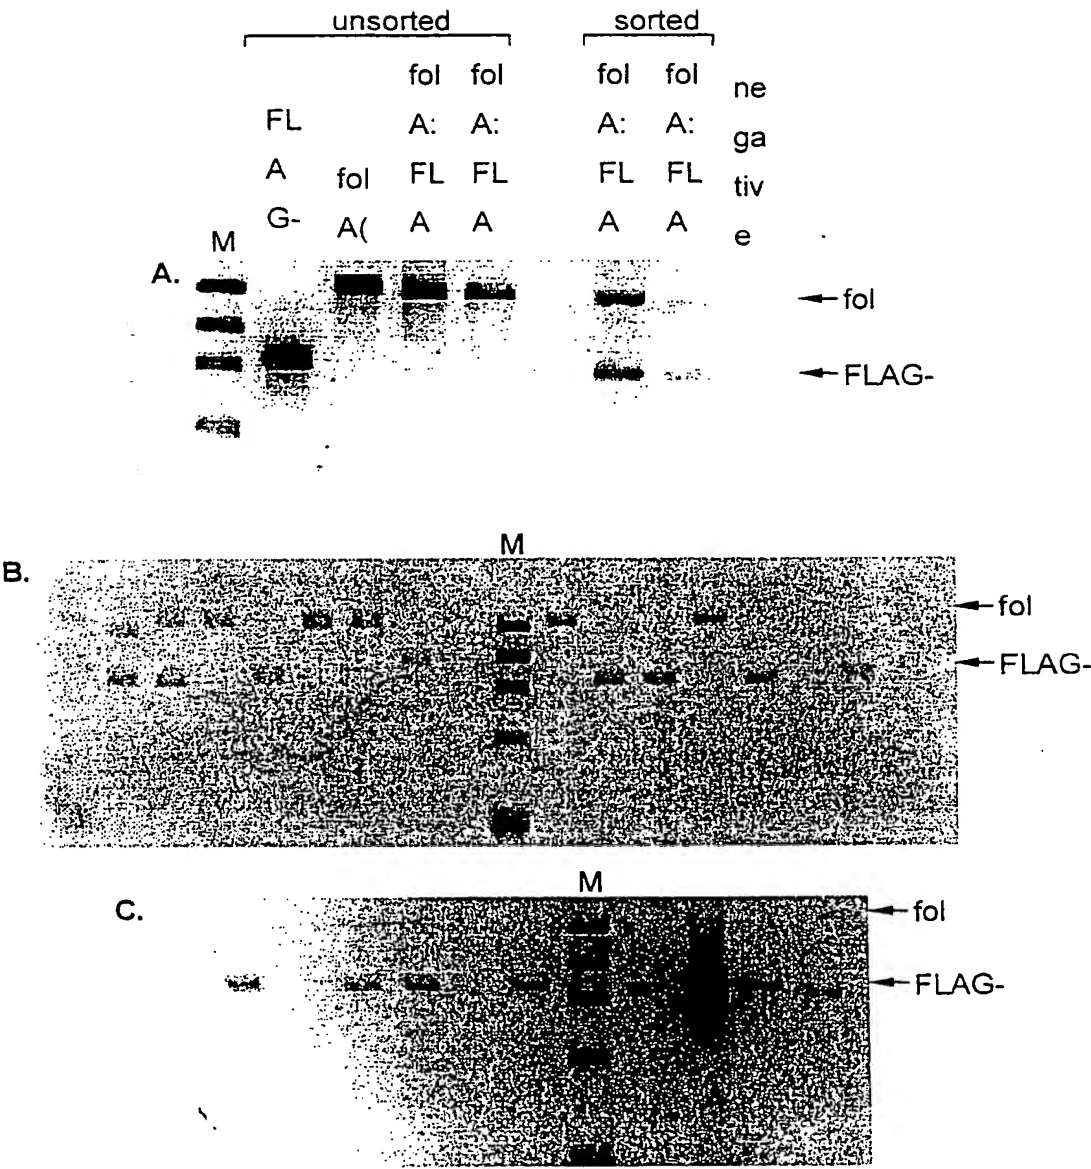 unsorted sorted
fol fol fol fol ne
FL A: A: A: A: ga
A fol FL FL FL FL tiv
G- A( A A A A e
M
A.
fol
FLAG-
M
B.
fol
FLAG-
M
C.
fol
FLAG-